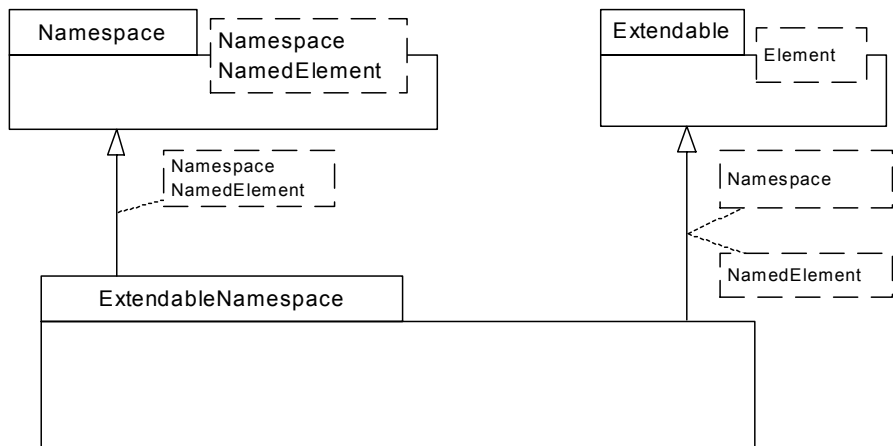 Namespace
Namespace
NamedElement
Extendable
Element
Namespace
NamedElement
Namespace
NamedElement
ExtendableNamespace